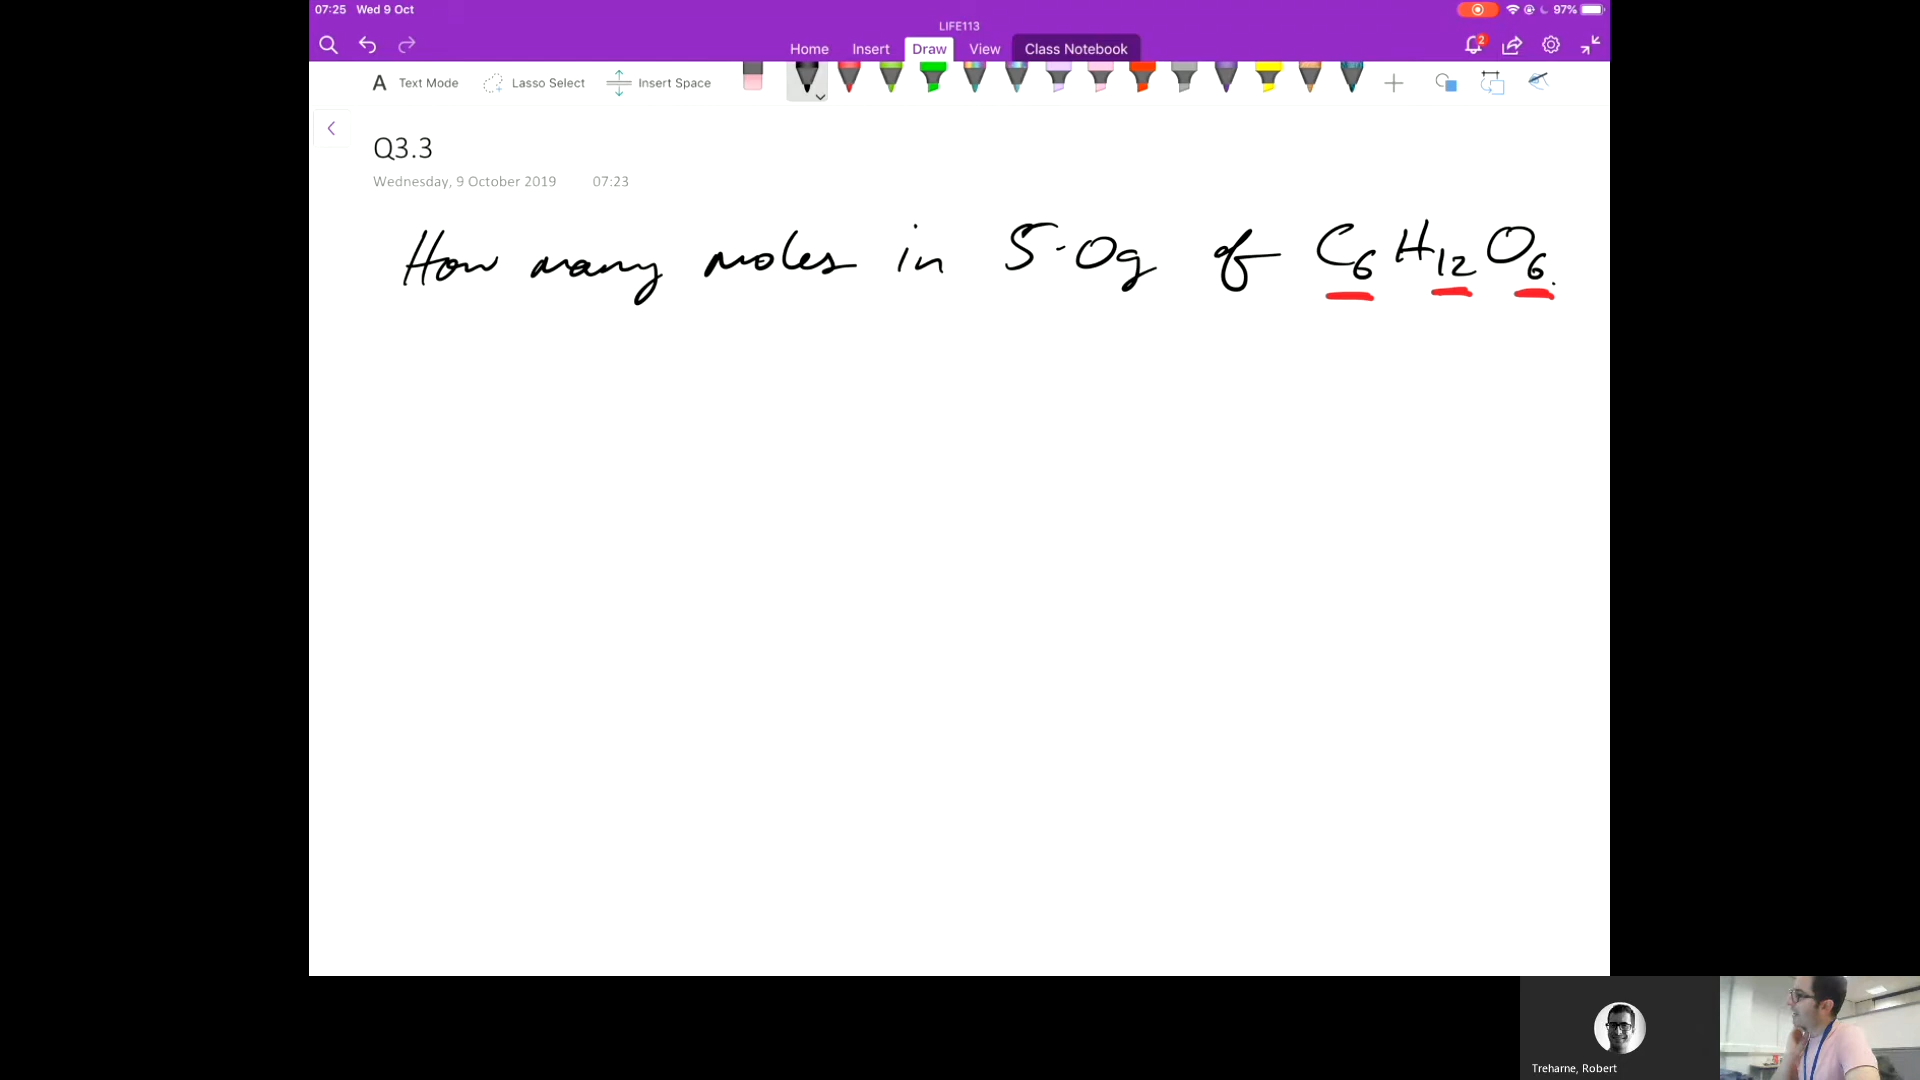 07:25 Wed 9 Oct
97%
LIFE113
Home Insert Draw View Class Notebook
2
A Text Mode Lasso Select Insert Space
Q3.3
Wednesday, 9 October 2019 07:23
How many moles in 5·0g of C₆H₁₂O₆.
Treharne, Robert